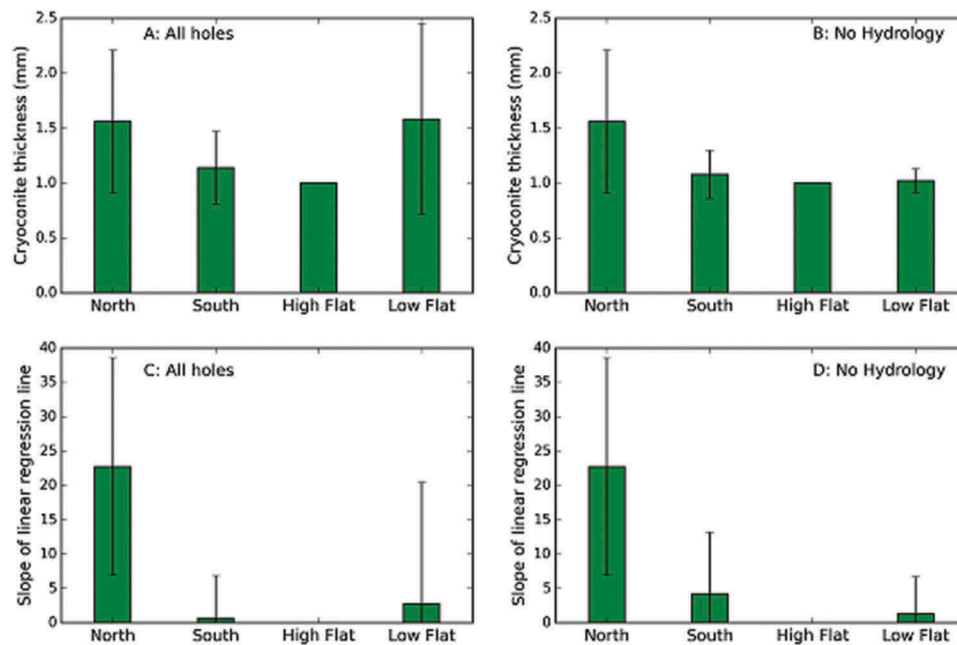 A: All holes
Cryoconite thickness (mm)
2.5
2.0
1.5
1.0
0.5
0.0
North South High Flat Low Flat
B: No Hydrology
Cryoconite thickness (mm)
2.5
2.0
1.5
1.0
0.5
0.0
North South High Flat Low Flat
C: All holes
Slope of linear regression line
40
35
30
25
20
15
10
5
0
North South High Flat Low Flat
D: No Hydrology
Slope of linear regression line
40
35
30
25
20
15
10
5
0
North South High Flat Low Flat